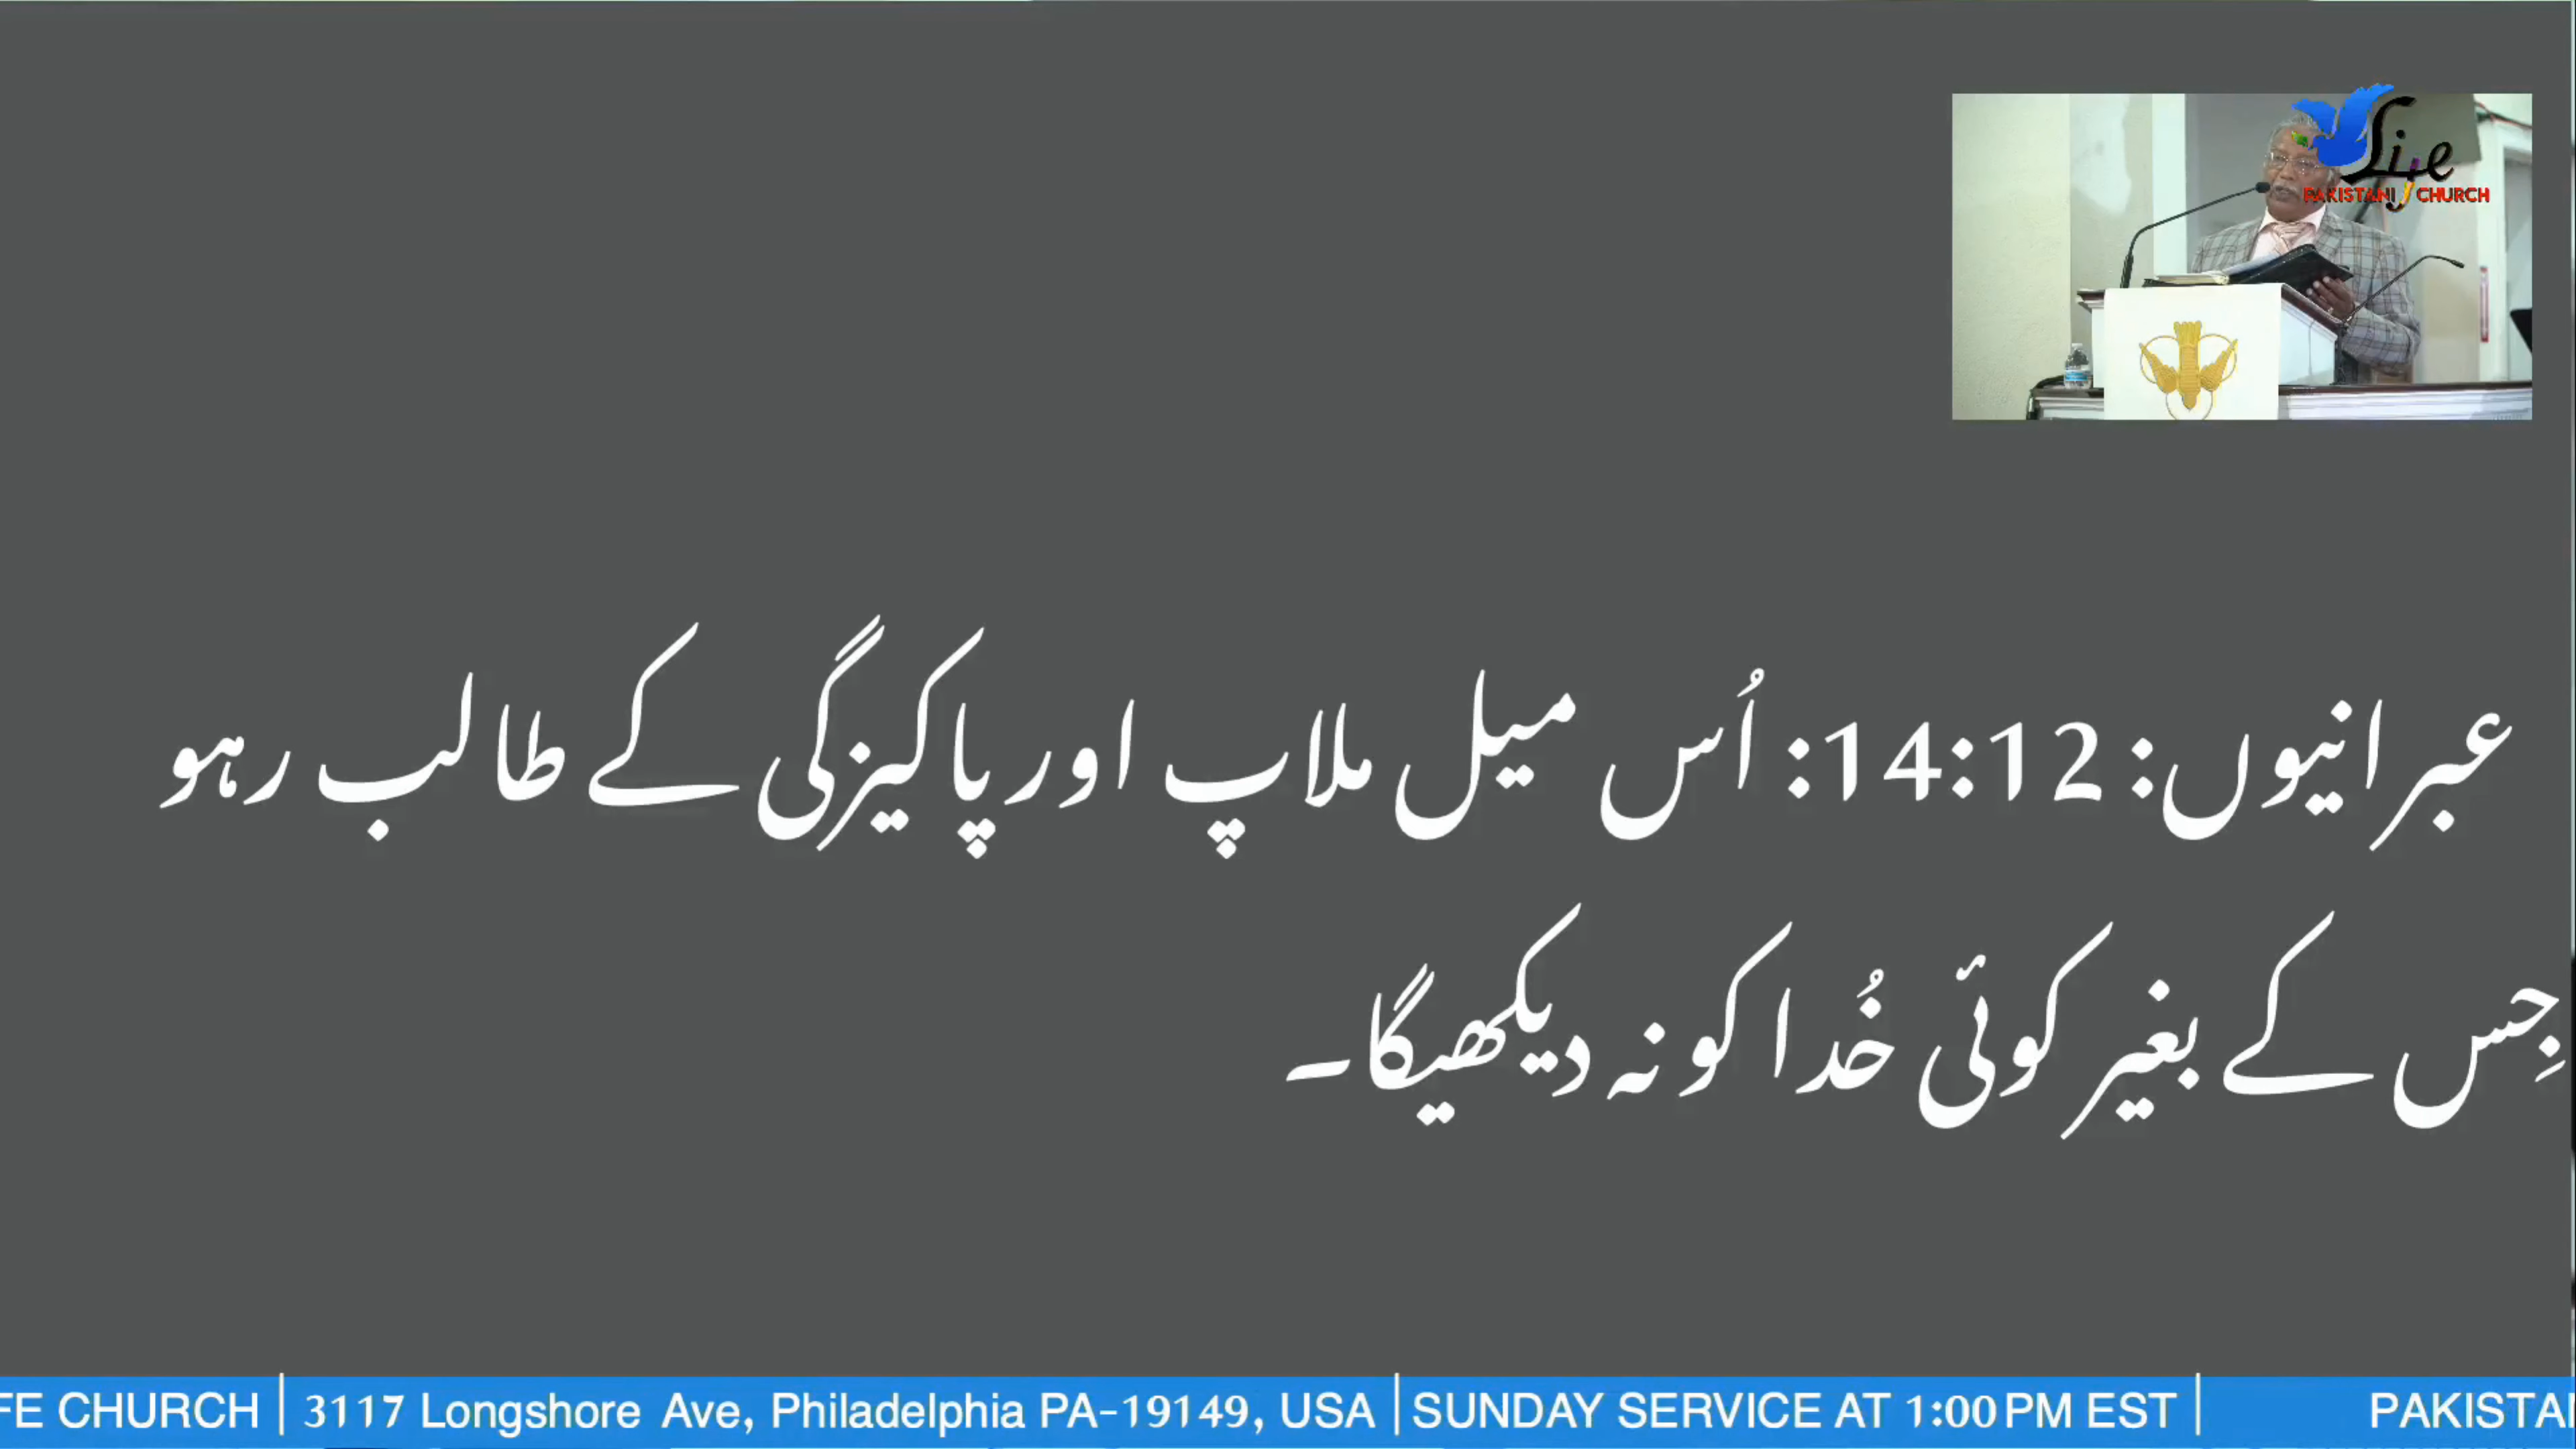 Life
PAKISTANI CHURCH
عبرانیوں: 14:12: اُس میل ملاپ اور پاکیزگی کے طالب رہو
جِس کے بغیر کوئی خُدا کو نہ دیکھیگا۔
FE CHURCH | 3117 Longshore Ave, Philadelphia PA-19149, USA | SUNDAY SERVICE AT 1:00 PM EST | PAKISTA